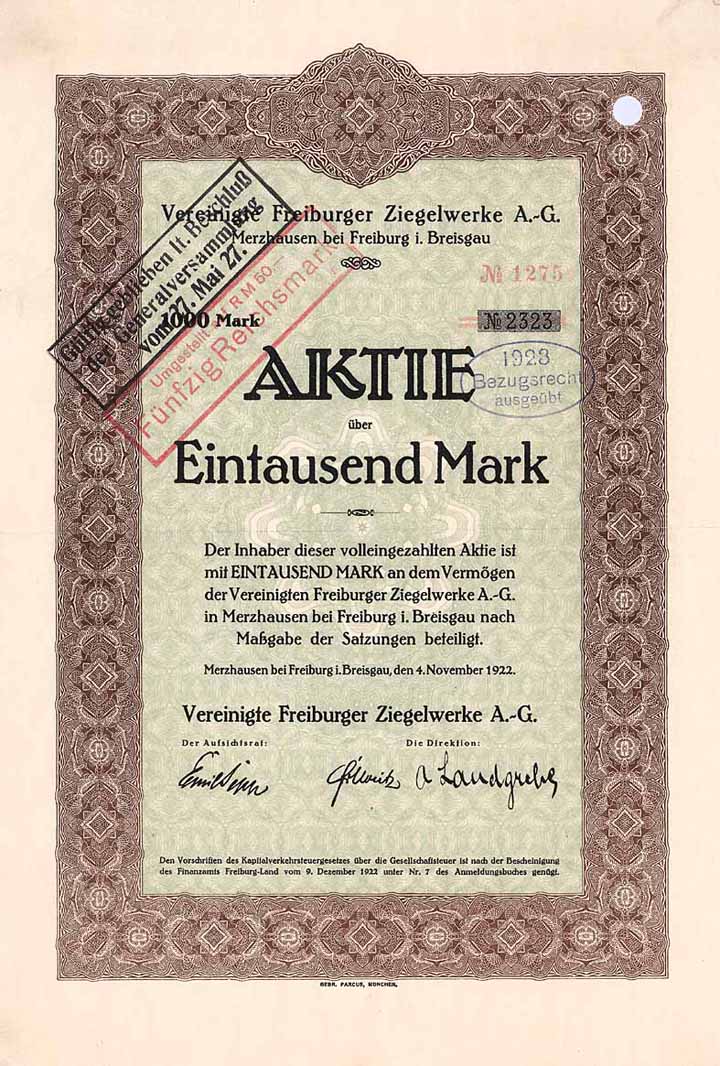 Vereinigte Freiburger Ziegelwerke A.-G.
Merzhausen bei Freiburg i. Breisgau
Gültig geblieben lt. Beschluß
der Generalversammlung
vom 27. Mai 27.
Umgestellt RM 50.-
Fünfzig Reichsmark
№ 1275
1000 Mark
№ 2323
AKTIE
1923
Bezugsrecht
ausgeübt
über
Eintausend Mark
Der Inhaber dieser volleingezahlten Aktie ist
mit EINTAUSEND MARK an dem Vermögen
der Vereinigten Freiburger Ziegelwerke A.-G.
in Merzhausen bei Freiburg i. Breisgau nach
Maßgabe der Satzungen beteiligt.
Merzhausen bei Freiburg i. Breisgau, den 4. November 1922.
Vereinigte Freiburger Ziegelwerke A.-G.
Der Aufsichtsrat: Die Direktion:
A Landgrebe
Den Vorschriften des Kapitalverkehrsteuergesetzes über die Gesellschaftsteuer ist nach der Bescheinigung
des Finanzamts Freiburg-Land vom 9. Dezember 1922 unter Nr. 7 des Anmeldungsbuches genügt.
GEBR. PARCUS, MÜNCHEN.